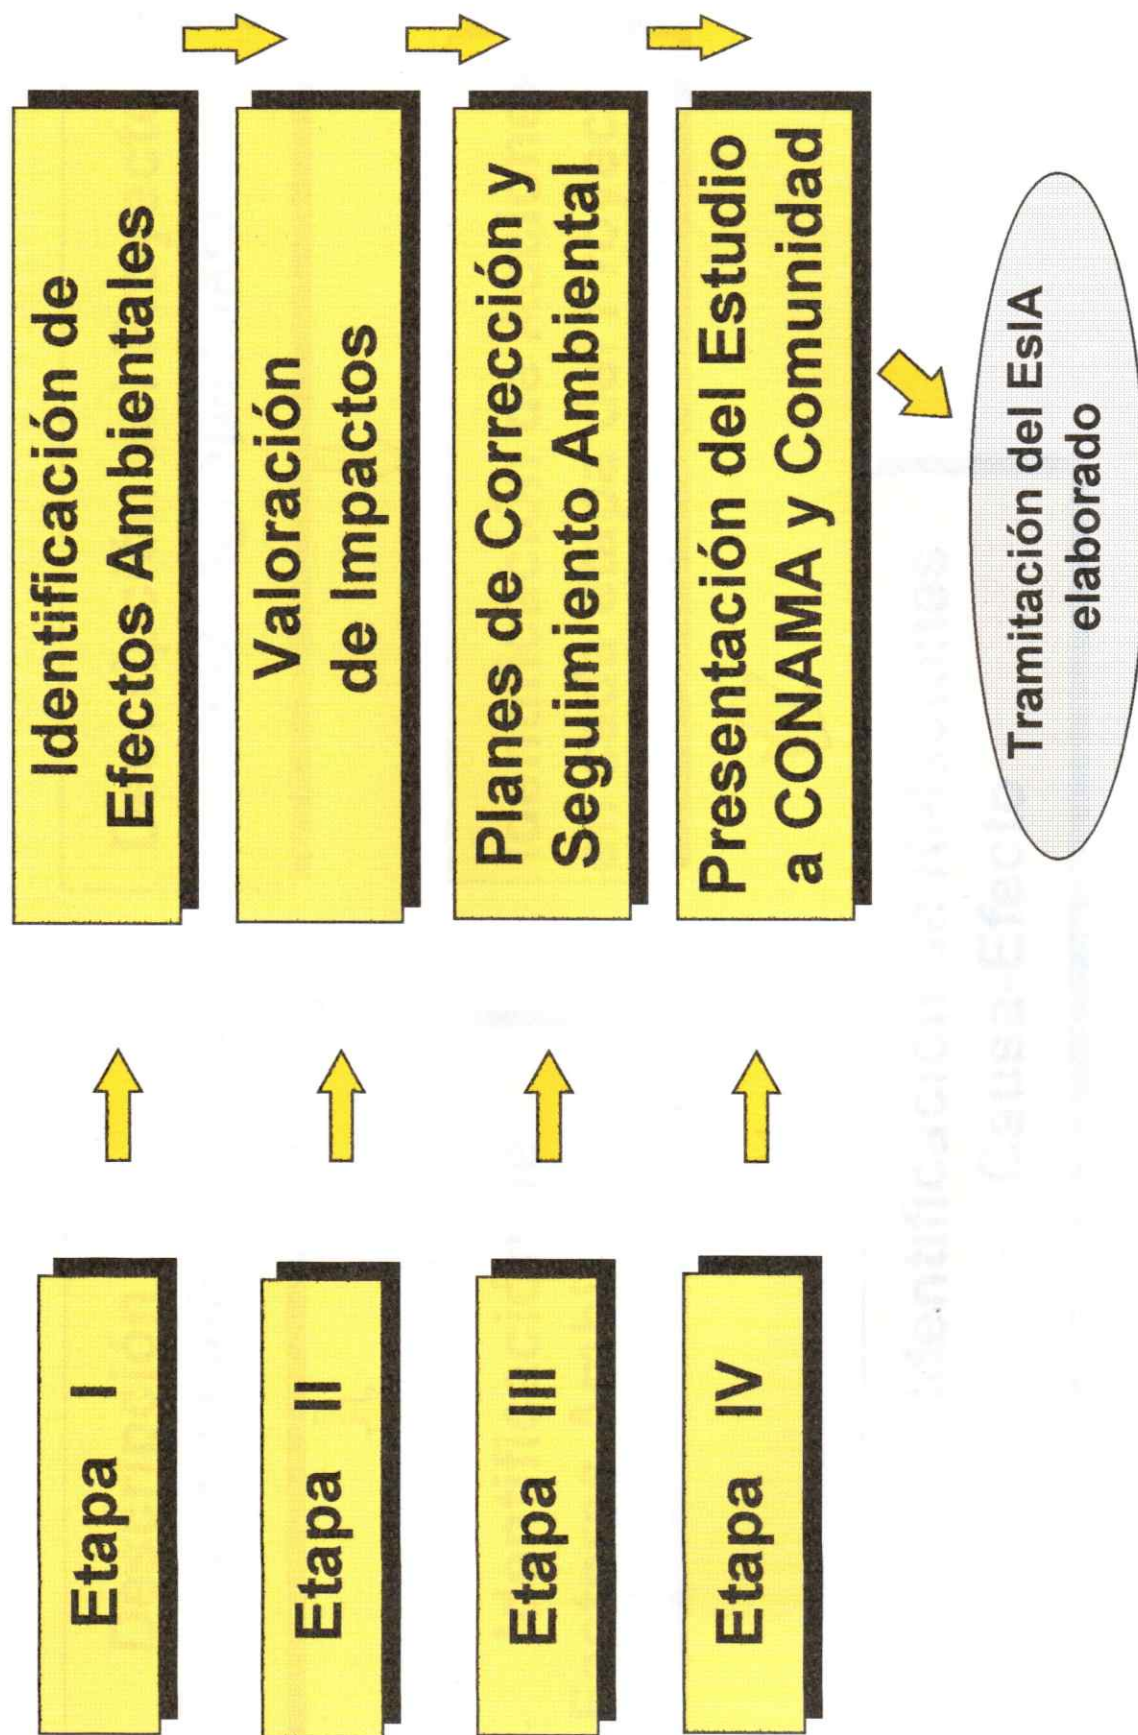 Etapa I
Identificación de
Efectos Ambientales
Etapa II
Valoración
de Impactos
Etapa III
Planes de Corrección y
Seguimiento Ambiental
Etapa IV
Presentación del Estudio
a CONAMA y Comunidad
Tramitación del EsIA
elaborado